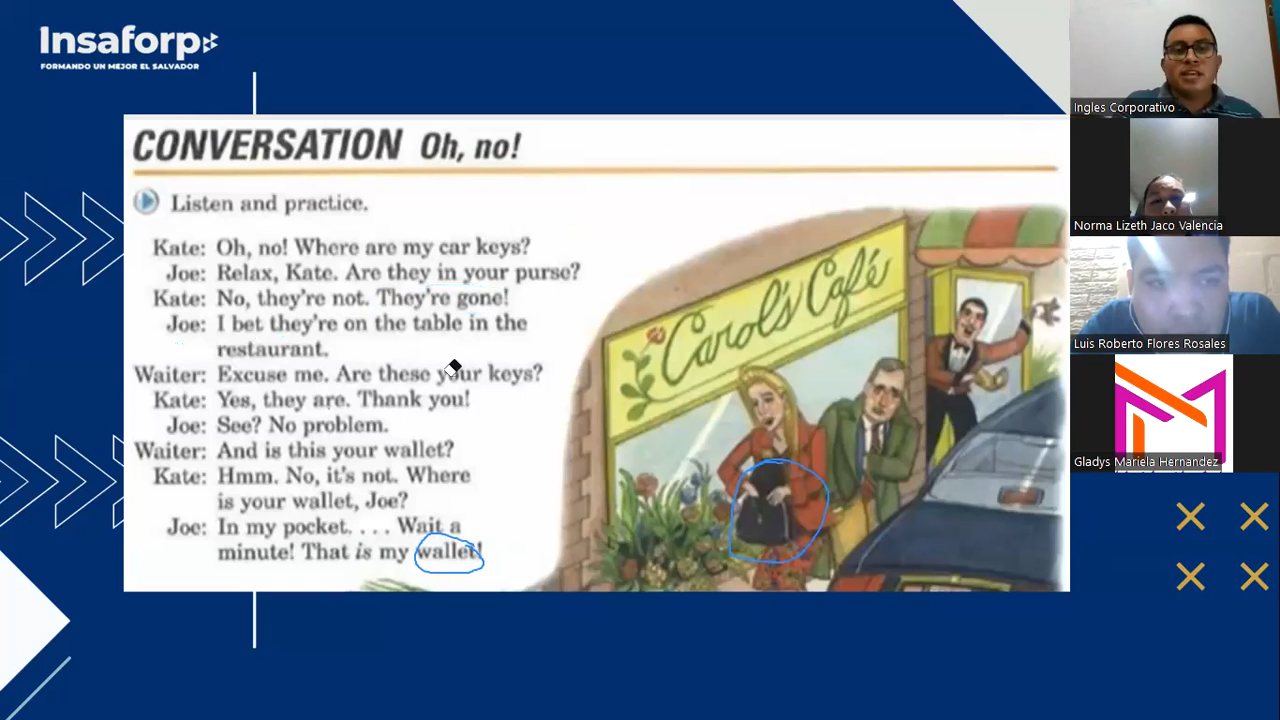 Insaforp
FORMANDO UN MEJOR EL SALVADOR
CONVERSATION Oh, no!
Listen and practice.
Kate: Oh, no! Where are my car keys?
Joe: Relax, Kate. Are they in your purse?
Kate: No, they're not. They're gone!
Joe: I bet they're on the table in the
restaurant.
Waiter: Excuse me. Are these your keys?
Kate: Yes, they are. Thank you!
Joe: See? No problem.
Waiter: And is this your wallet?
Kate: Hmm. No, it's not. Where
is your wallet, Joe?
Joe: In my pocket. . . . Wait a
minute! That is my wallet!
Carol's Café
Ingles Corporativo
Norma Lizeth Jaco Valencia
Luis Roberto Flores Rosales
Gladys Mariela Hernandez